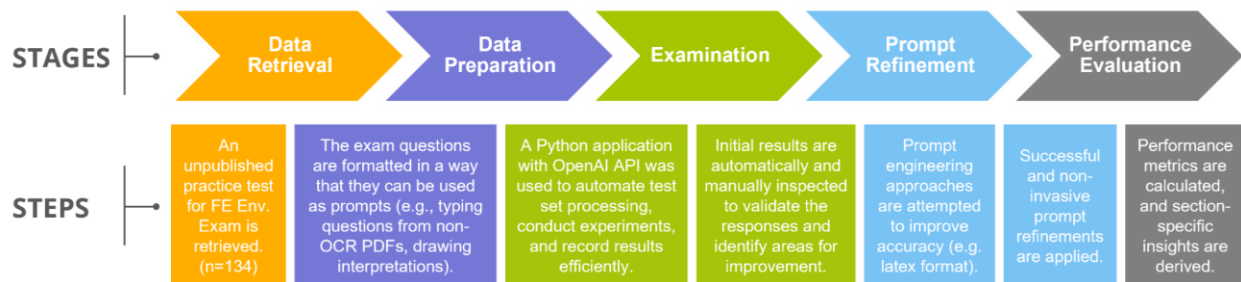 STAGES
Data
Retrieval
Data
Preparation
Examination
Prompt
Refinement
Performance
Evaluation
STEPS
An
unpublished
practice test
for FE Env.
Exam is
retrieved.
(n=134)
The exam questions
are formatted in a way
that they can be used
as prompts (e.g., typing
questions from non-
OCR PDFs, drawing
interpretations).
A Python application
with OpenAI API was
used to automate test
set processing,
conduct experiments,
and record results
efficiently.
Initial results are
automatically and
manually inspected
to validate the
responses and
identify areas for
improvement.
Prompt
engineering
approaches
are attempted
to improve
accuracy (e.g.
latex format).
Successful
and non-
invasive
prompt
refinements
are applied.
Performance
metrics are
calculated,
and section-
specific
insights are
derived.